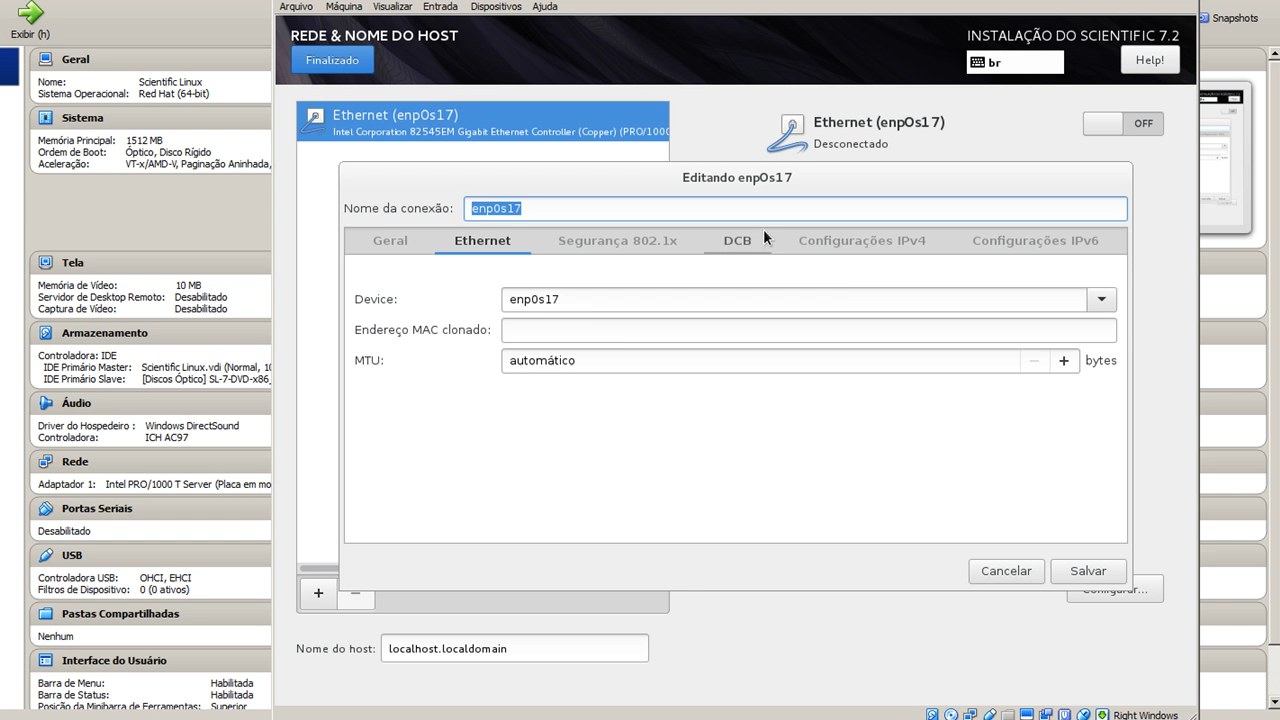 Exibir (h)
Geral
Nome: Scientific Linux
Sistema Operacional: Red Hat (64-bit)
Sistema
Memória Principal: 1512 MB
Ordem de Boot: Óptico, Disco Rígido
Aceleração: VT-x/AMD-V, Paginação Aninhada,
Tela
Memória de Vídeo: 10 MB
Servidor de Desktop Remoto: Desabilitado
Captura de Vídeo: Desabilitado
Armazenamento
Controladora: IDE
IDE Primário Master: Scientific Linux.vdi (Normal, 10
IDE Primário Slave: [Discos Óptico] SL-7-DVD-x86_
Áudio
Driver do Hospedeiro : Windows DirectSound
Controladora: ICH AC97
Rede
Adaptador 1: Intel PRO/1000 T Server (Placa em mo
Portas Seriais
Desabilitado
USB
Controladora USB: OHCI, EHCI
Filtros de Dispositivo: 0 (0 ativos)
Pastas Compartilhadas
Nenhum
Interface do Usuário
Barra de Menu: Habilitada
Barra de Status: Habilitada
Posição da Minibarra de Ferramentas: Superior
Arquivo Máquina Visualizar Entrada Dispositivos Ajuda
REDE & NOME DO HOST
Finalizado
INSTALAÇÃO DO SCIENTIFIC 7.2
br
Help!
Ethernet (enp0s17)
Intel Corporation 82545EM Gigabit Ethernet Controller (Copper) (PRO/1000
Ethernet (enp0s17)
Desconectado
OFF
Editando enp0s17
Nome da conexão: enp0s17
Geral Ethernet Segurança 802.1x DCB Configurações IPv4 Configurações IPv6
Device: enp0s17
Endereço MAC clonado:
MTU: automático − + bytes
Cancelar Salvar
+ −
Configurar...
Nome do host: localhost.localdomain
Right Windows
Snapshots